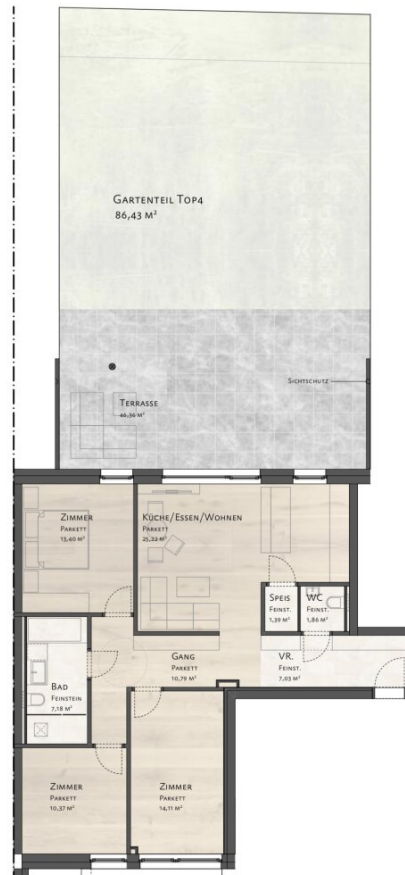 Gartenteil Top4
86,43 m²
Sichtschutz
Terrasse
Zimmer
Parkett
13,40 m²
Küche/Essen/Wohnen
Parkett
Speis
Feinst.
1,39 m²
WC
Feinst.
1,86 m²
Gang
Parkett
10,79 m²
VR.
Feinst.
7,03 m²
Bad
Feinstein
7,18 m²
Zimmer
Parkett
10,37 m²
Zimmer
Parkett
14,11 m²